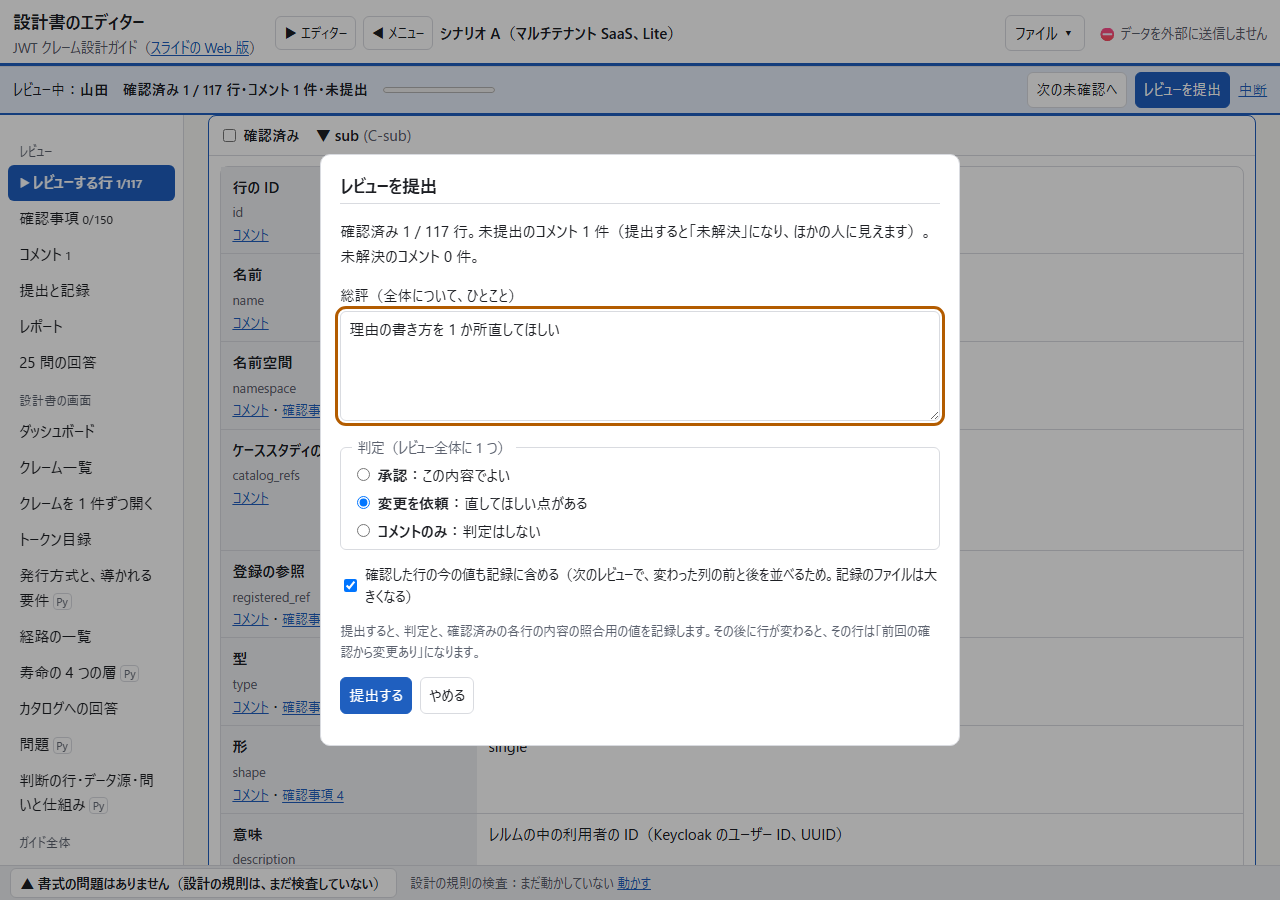 設計書のエディター
JWT クレーム設計ガイド（スライドの Web 版）
▶ エディター
◀ メニュー
シナリオ A（マルチテナント SaaS、Lite）
ファイル ▼
データを外部に送信しません
レビュー中：山田 確認済み 1 / 117 行・コメント 1 件・未提出
次の未確認へ
レビューを提出
中断
レビュー
▶ レビューする行 1/117
確認事項 0/150
コメント 1
提出と記録
レポート
25 問の回答
設計書の画面
ダッシュボード
クレーム一覧
クレームを 1 件ずつ開く
トークン目録
発行方式と、導かれる
要件 Py
経路の一覧
寿命の 4 つの層 Py
カタログへの回答
問題 Py
判断の行・データ源・問
いと仕組み Py
ガイド全体
確認済み ▼ sub (C-sub)
行の ID
id
コメント
名前
name
コメント
名前空間
namespace
コメント・確認事
ケーススタディの
catalog_refs
コメント
登録の参照
registered_ref
コメント・確認事
型
type
コメント・確認事
形
shape
コメント・確認事項 4
single
意味
description
レルムの中の利用者の ID（Keycloak のユーザー ID、UUID）
レビューを提出
確認済み 1 / 117 行。未提出のコメント 1 件（提出すると「未解決」になり、ほかの人に見えます）。
未解決のコメント 0 件。
総評（全体について、ひとこと）
理由の書き方を 1 か所直してほしい
判定（レビュー全体に 1 つ）
承認：この内容でよい
変更を依頼：直してほしい点がある
コメントのみ：判定はしない
確認した行の今の値も記録に含める（次のレビューで、変わった列の前と後を並べるため。記録のファイルは大
きくなる）
提出すると、判定と、確認済みの各行の内容の照合用の値を記録します。その後に行が変わると、その行は「前回の確
認から変更あり」になります。
提出する
やめる
▲ 書式の問題はありません（設計の規則は、まだ検査していない）
設計の規則の検査：まだ動かしていない 動かす